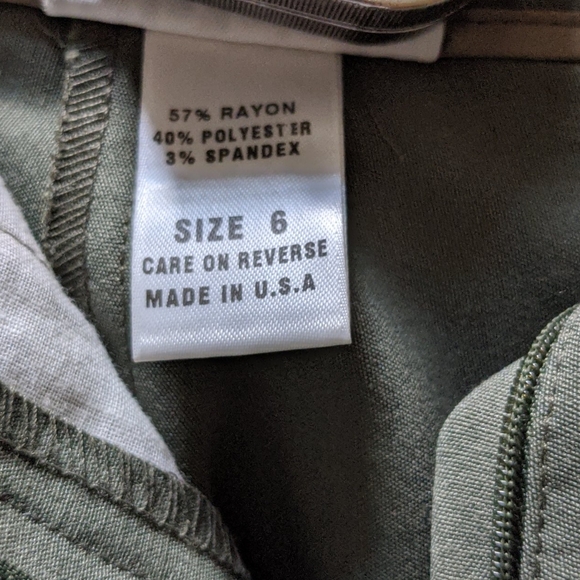 57% RAYON
40% POLYESTER
3% SPANDEX
SIZE 6
CARE ON REVERSE
MADE IN U.S.A